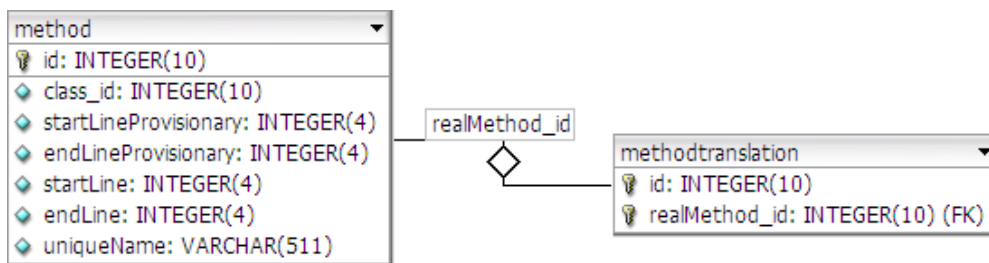 method
id: INTEGER(10)
class_id: INTEGER(10)
startLineProvisionary: INTEGER(4)
endLineProvisionary: INTEGER(4)
startLine: INTEGER(4)
endLine: INTEGER(4)
uniqueName: VARCHAR(511)
realMethod_id
methodtranslation
id: INTEGER(10)
realMethod_id: INTEGER(10) (FK)